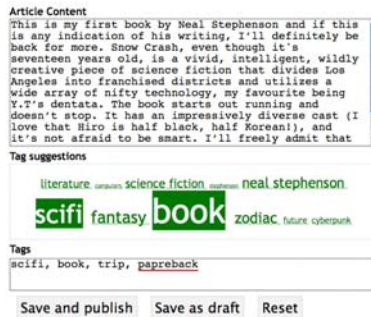 Article Content
This is my first book by Neal Stephenson and if this
is any indication of his writing, I'll definitely be
back for more. Snow Crash, even though it's
seventeen years old, is a vivid, intelligent, wildly
creative piece of science fiction that divides Los
Angeles into franchised districts and utilizes a
wide array of nifty technology, my favourite being
Y.T's dentata. The book starts out running and
doesn't stop. It has an impressively diverse cast (I
love that Hiro is half black, half Korean!), and
it's not afraid to be smart. I'll freely admit that
Tag suggestions
literature computers science fiction stephenson neal stephenson
scifi fantasy book zodiac future cyberpunk
Tags
scifi, book, trip, papreback
Save and publish Save as draft Reset